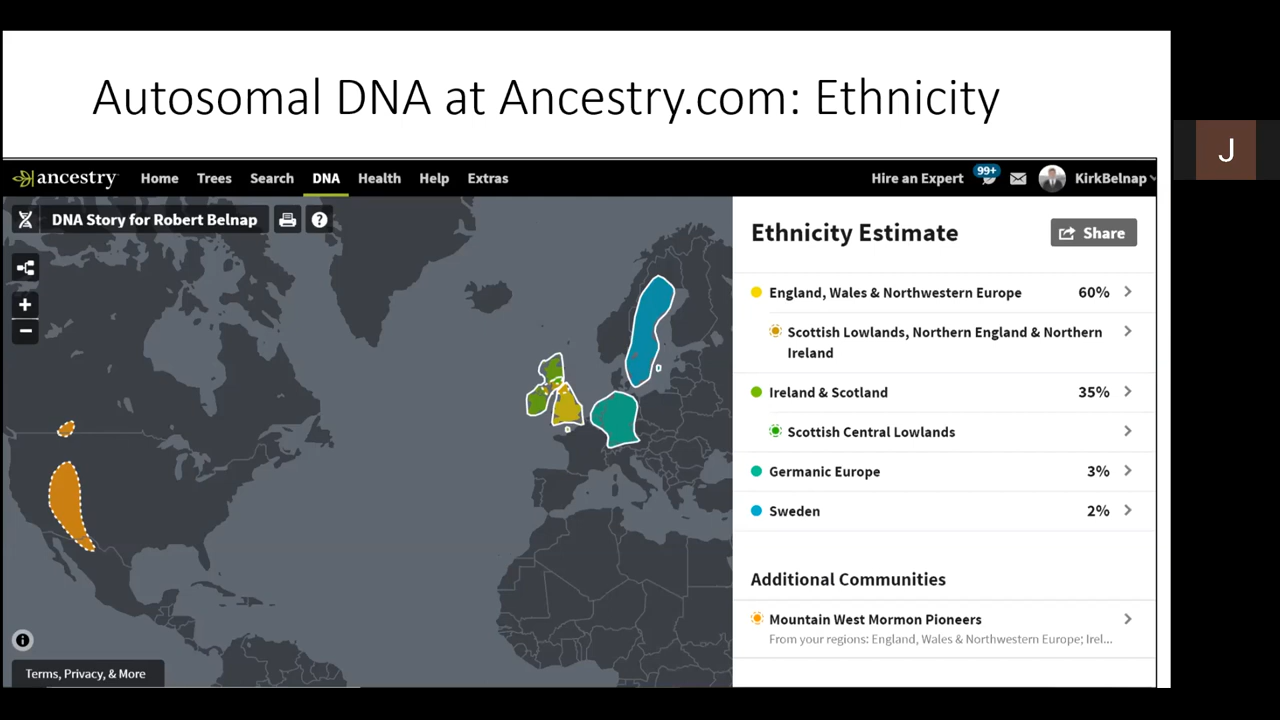 Autosomal DNA at Ancestry.com: Ethnicity
J
ancestry Home Trees Search DNA Health Help Extras Hire an Expert 99+ KirkBelnap
DNA Story for Robert Belnap ?
+
−
Ethnicity Estimate Share
England, Wales & Northwestern Europe 60%
Scottish Lowlands, Northern England & Northern
Ireland
Ireland & Scotland 35%
Scottish Central Lowlands
Germanic Europe 3%
Sweden 2%
Additional Communities
Mountain West Mormon Pioneers
From your regions: England, Wales & Northwestern Europe; Irel...
i
Terms, Privacy, & More